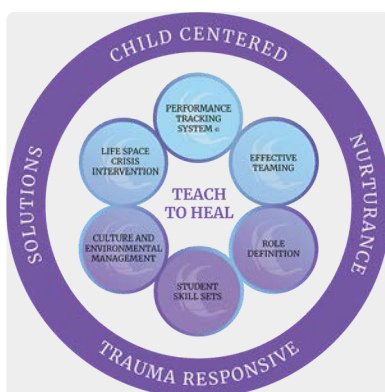 CHILD CENTERED
NURTURANCE
TRAUMA RESPONSIVE
SOLUTIONS
PERFORMANCE
TRACKING
SYSTEM ©
EFFECTIVE
TEAMING
ROLE
DEFINITION
STUDENT
SKILL SETS
CULTURE AND
ENVIRONMENTAL
MANAGEMENT
LIFE SPACE
CRISIS
INTERVENTION
TEACH
TO HEAL